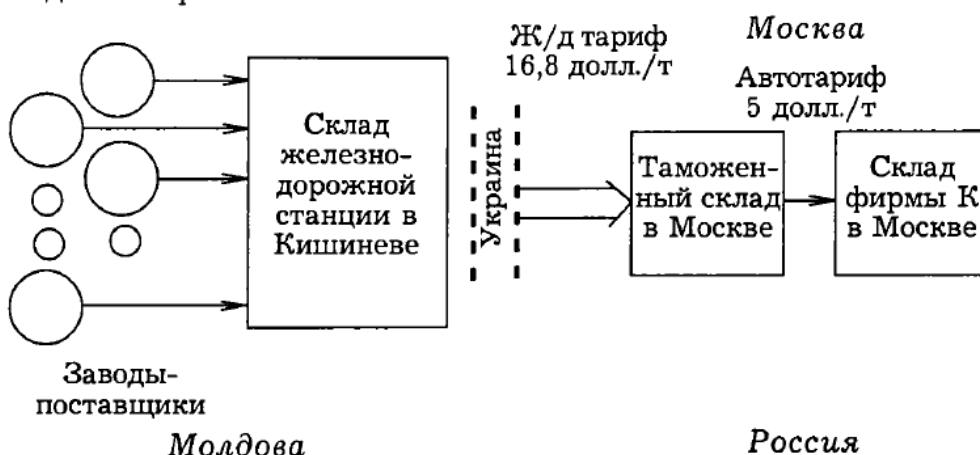 Ж/д тариф
16,8 долл./т
Москва
Автотариф
5 долл./т
Склад
железно-
дорожной
станции в
Кишиневе
Украина
Таможен-
ный склад
в Москве
Склад
фирмы К
в Москве
Заводы-
поставщики
Молдова
Россия